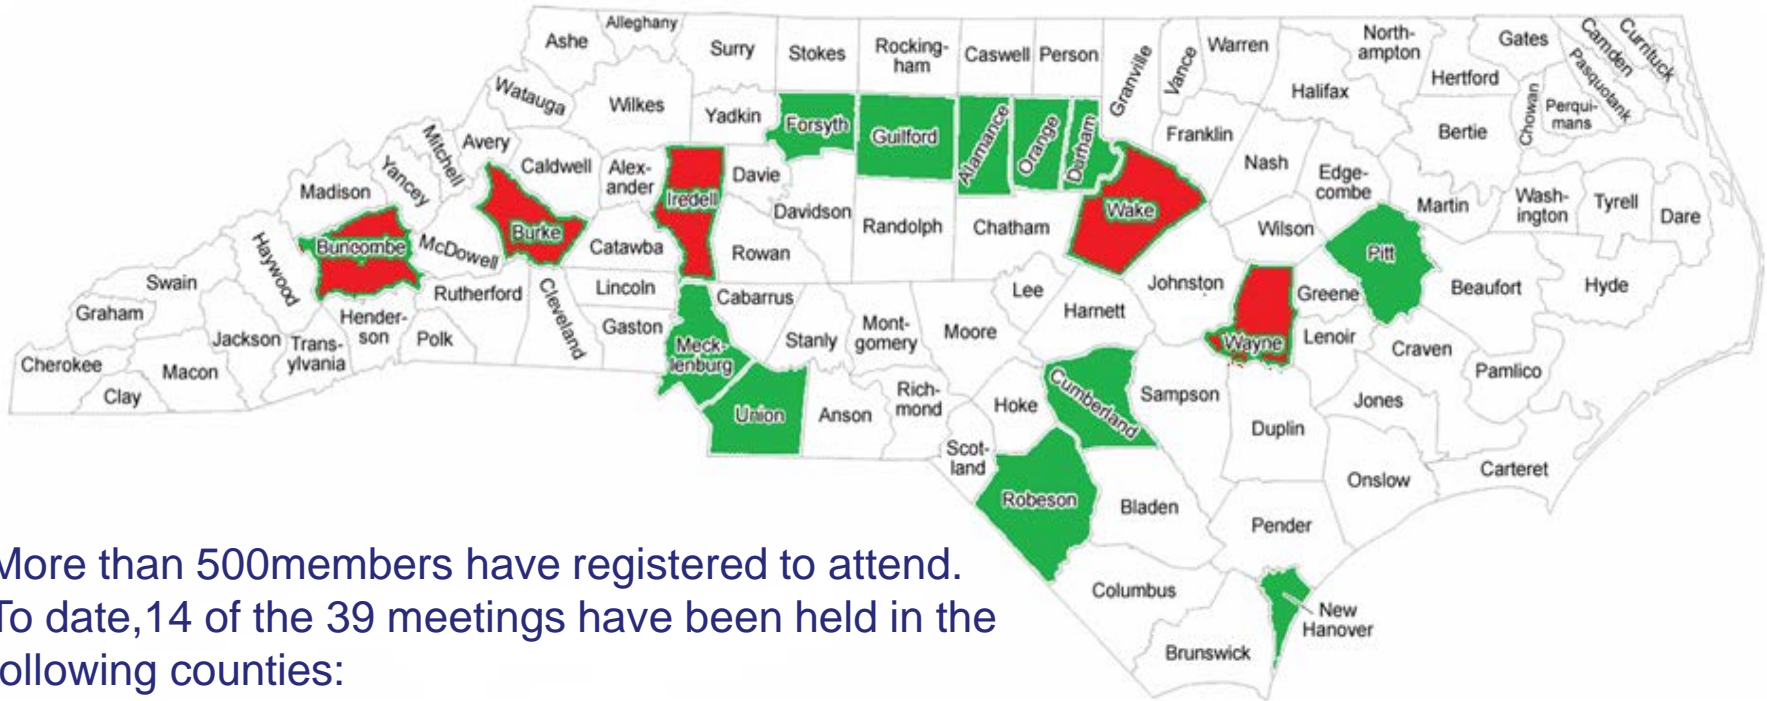 Alleghany
Ashe
Surry
Stokes
Rocking-
ham
Caswell
Person
Granville
Vance
Warren
North-
ampton
Gates
Camden
Currituck
Pasquotank
Hertford
Halifax
Chowan
Perqui-
mans
Bertie
Watauga
Wilkes
Yadkin
Forsyth
Guilford
Alamance
Orange
Durham
Franklin
Nash
Edge-
combe
Martin
Wash-
ington
Tyrell
Dare
Mitchell
Avery
Yancey
Madison
Caldwell
Alex-
ander
Iredell
Davie
Davidson
Randolph
Chatham
Wake
Wilson
Pitt
Beaufort
Hyde
Haywood
Buncombe
McDowell
Burke
Catawba
Rowan
Swain
Graham
Rutherford
Cleveland
Lincoln
Cabarrus
Lee
Harnett
Johnston
Greene
Wayne
Lenoir
Craven
Pamlico
Cherokee
Clay
Macon
Jackson
Trans-
ylvania
Hender-
son
Polk
Gaston
Meck-
lenburg
Stanly
Mont-
gomery
Moore
Union
Anson
Rich-
mond
Hoke
Cumberland
Sampson
Duplin
Jones
Scot-
land
Robeson
Bladen
Onslow
Carteret
Pender
Columbus
Brunswick
New
Hanover
More than 500members have registered to attend.
To date,14 of the 39 meetings have been held in the
following counties: